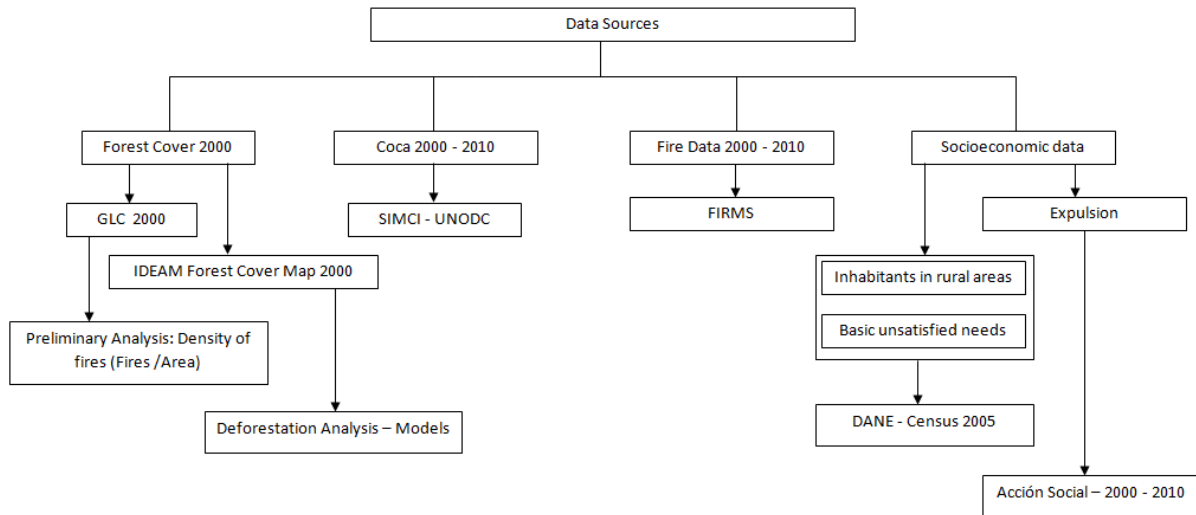 Data Sources
Forest Cover 2000
Coca 2000 - 2010
Fire Data 2000 - 2010
Socioeconomic data
GLC 2000
SIMCI - UNODC
FIRMS
Expulsion
IDEAM Forest Cover Map 2000
Inhabitants in rural areas
Basic unsatisfied needs
Preliminary Analysis: Density of
fires (Fires /Area)
Deforestation Analysis – Models
DANE - Census 2005
Acción Social – 2000 - 2010